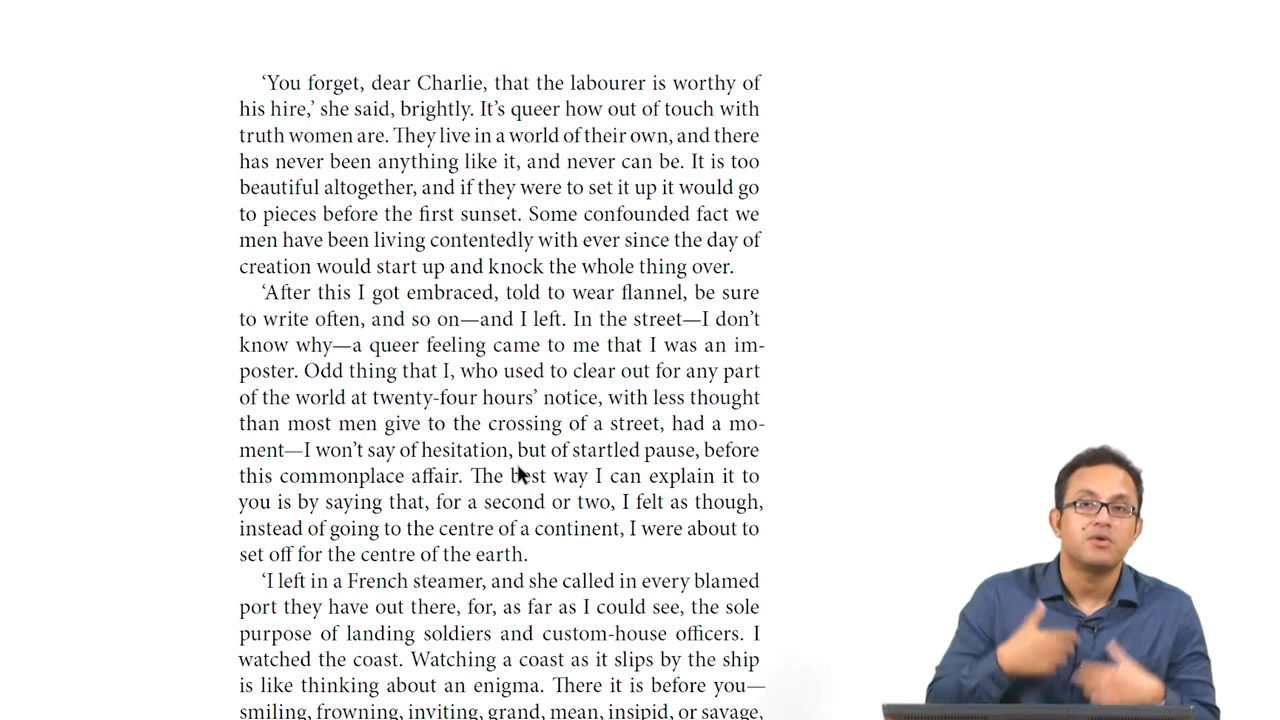 ‘You forget, dear Charlie, that the labourer is worthy of
his hire,’ she said, brightly. It’s queer how out of touch with
truth women are. They live in a world of their own, and there
has never been anything like it, and never can be. It is too
beautiful altogether, and if they were to set it up it would go
to pieces before the first sunset. Some confounded fact we
men have been living contentedly with ever since the day of
creation would start up and knock the whole thing over.
‘After this I got embraced, told to wear flannel, be sure
to write often, and so on—and I left. In the street—I don’t
know why—a queer feeling came to me that I was an im-
poster. Odd thing that I, who used to clear out for any part
of the world at twenty-four hours’ notice, with less thought
than most men give to the crossing of a street, had a mo-
ment—I won’t say of hesitation, but of startled pause, before
this commonplace affair. The best way I can explain it to
you is by saying that, for a second or two, I felt as though,
instead of going to the centre of a continent, I were about to
set off for the centre of the earth.
‘I left in a French steamer, and she called in every blamed
port they have out there, for, as far as I could see, the sole
purpose of landing soldiers and custom-house officers. I
watched the coast. Watching a coast as it slips by the ship
is like thinking about an enigma. There it is before you—
smiling, frowning, inviting, grand, mean, insipid, or savage,